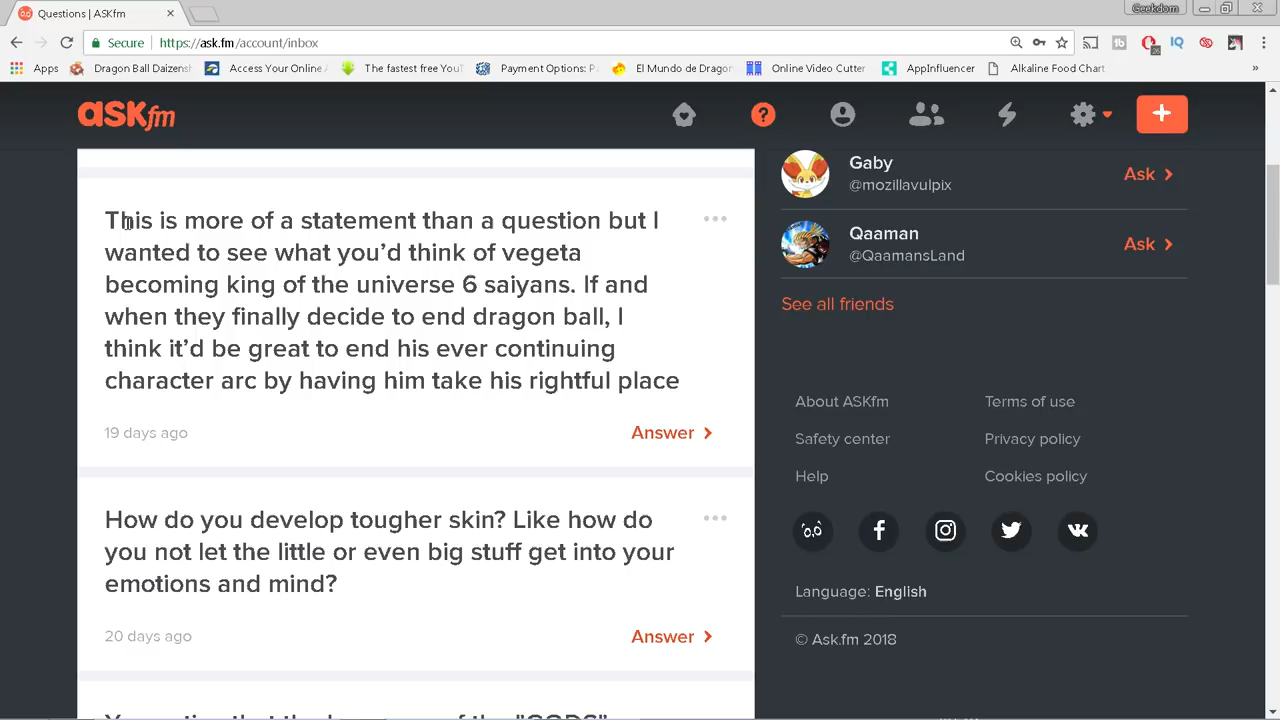 Questions | ASKfm
Geekdom
Secure
https://ask.fm/account/inbox
Apps
Dragon Ball Daizensh
Access Your Online A
The fastest free YouT
Payment Options: P
El Mundo de Dragor
Online Video Cutter
AppInfluencer
Alkaline Food Chart
»
ASKfm
Gaby
@mozillavulpix
Ask
Qaaman
@QaamansLand
Ask
See all friends
This is more of a statement than a question but I
wanted to see what you'd think of vegeta
becoming king of the universe 6 saiyans. If and
when they finally decide to end dragon ball, I
think it'd be great to end his ever continuing
character arc by having him take his rightful place
19 days ago
Answer
How do you develop tougher skin? Like how do
you not let the little or even big stuff get into your
emotions and mind?
20 days ago
Answer
About ASKfm
Terms of use
Safety center
Privacy policy
Help
Cookies policy
Language: English
© Ask.fm 2018